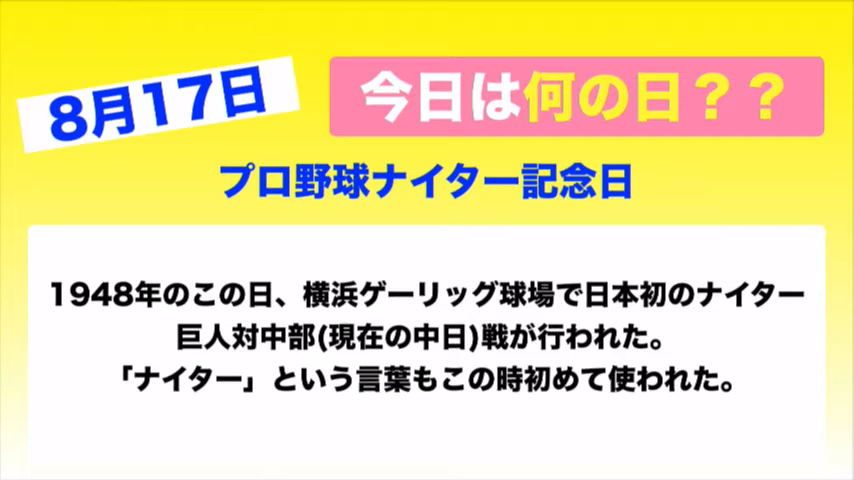 8月17日
今日は何の日？？
プロ野球ナイター記念日
1948年のこの日、横浜ゲーリッグ球場で日本初のナイター
巨人対中部(現在の中日)戦が行われた。
「ナイター」という言葉もこの時初めて使われた。